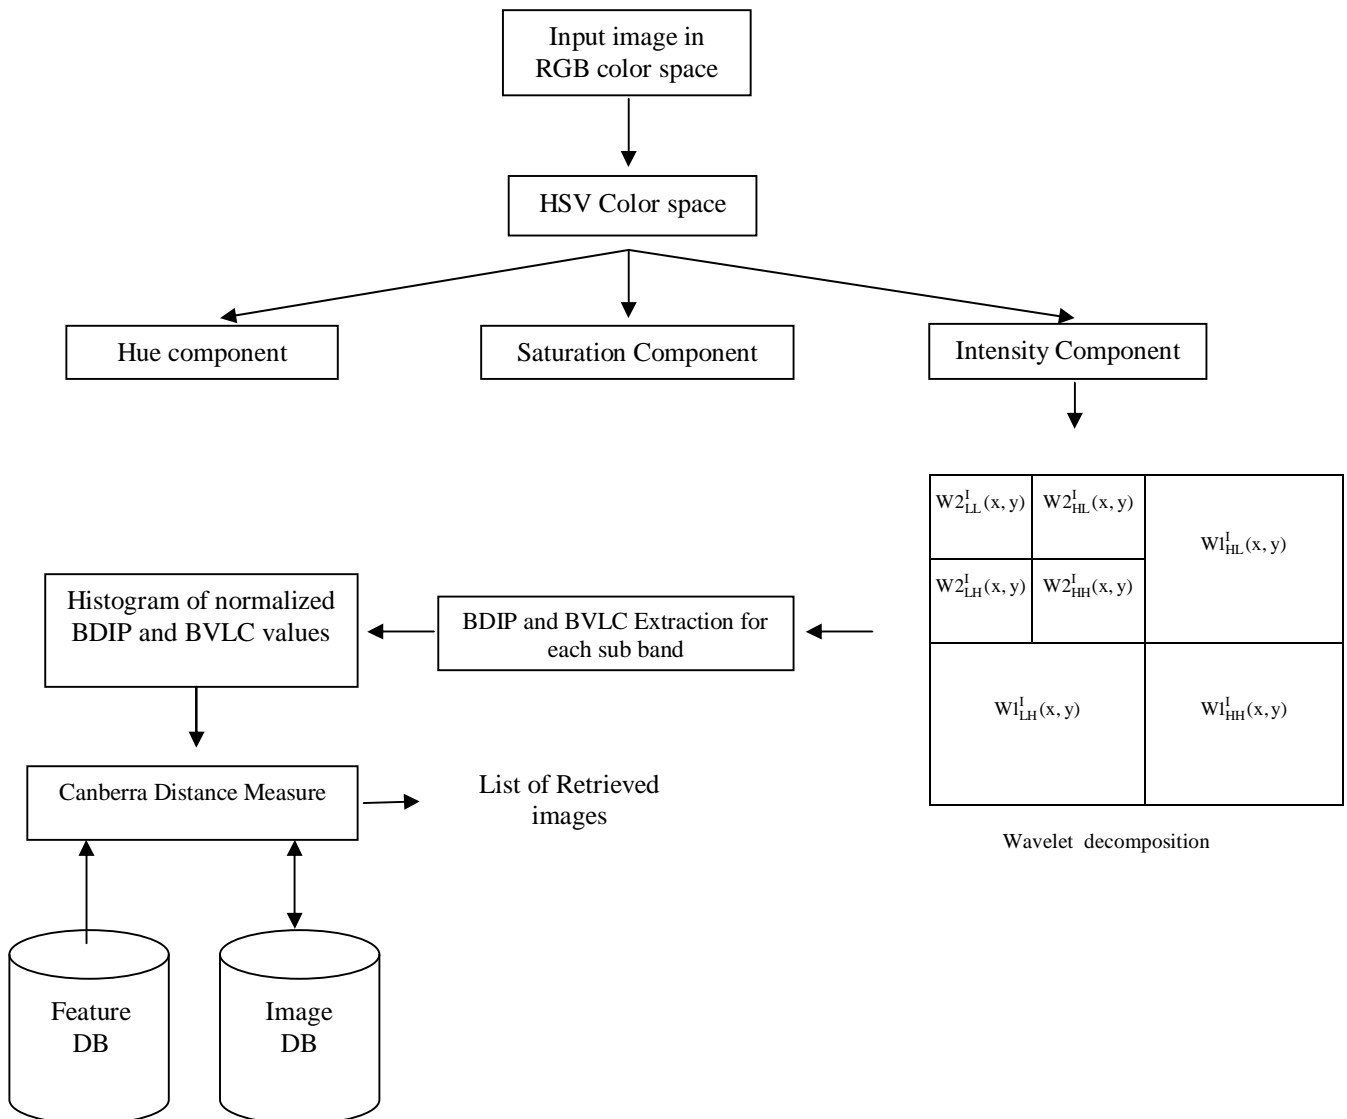 Input image in
RGB color space
HSV Color space
Hue component
Saturation Component
Intensity Component
W2^I_LL(x, y)
W2^I_HL(x, y)
W1^I_HL(x, y)
W2^I_LH(x, y)
W2^I_HH(x, y)
W1^I_LH(x, y)
W1^I_HH(x, y)
Wavelet decomposition
BDIP and BVLC Extraction for
each sub band
Histogram of normalized
BDIP and BVLC values
Canberra Distance Measure
List of Retrieved
images
Feature
DB
Image
DB